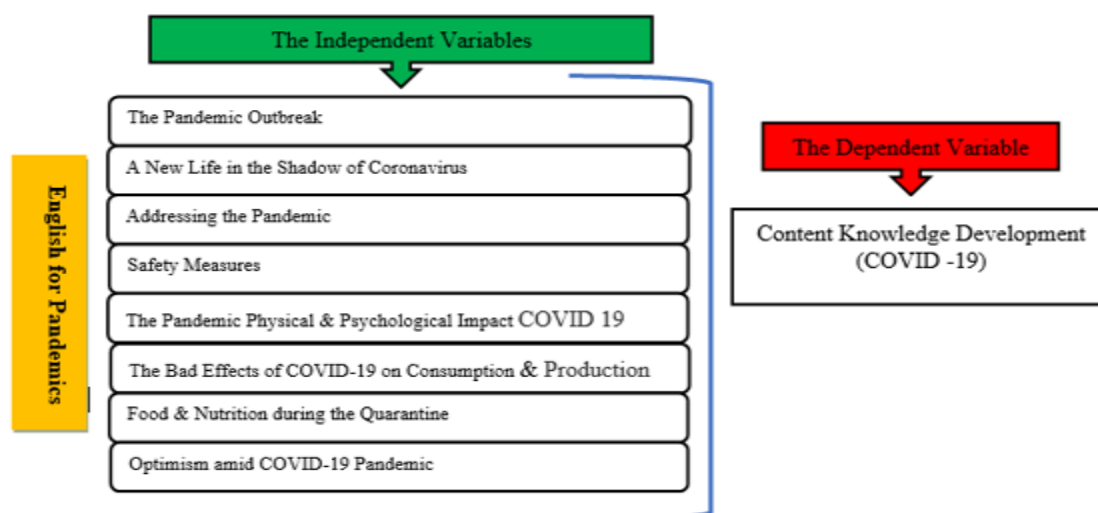 The Independent Variables
The Pandemic Outbreak
A New Life in the Shadow of Coronavirus
Addressing the Pandemic
Safety Measures
The Pandemic Physical & Psychological Impact COVID 19
The Bad Effects of COVID-19 on Consumption & Production
Food & Nutrition during the Quarantine
Optimism amid COVID-19 Pandemic
English for Pandemics
The Dependent Variable
Content Knowledge Development
(COVID -19)